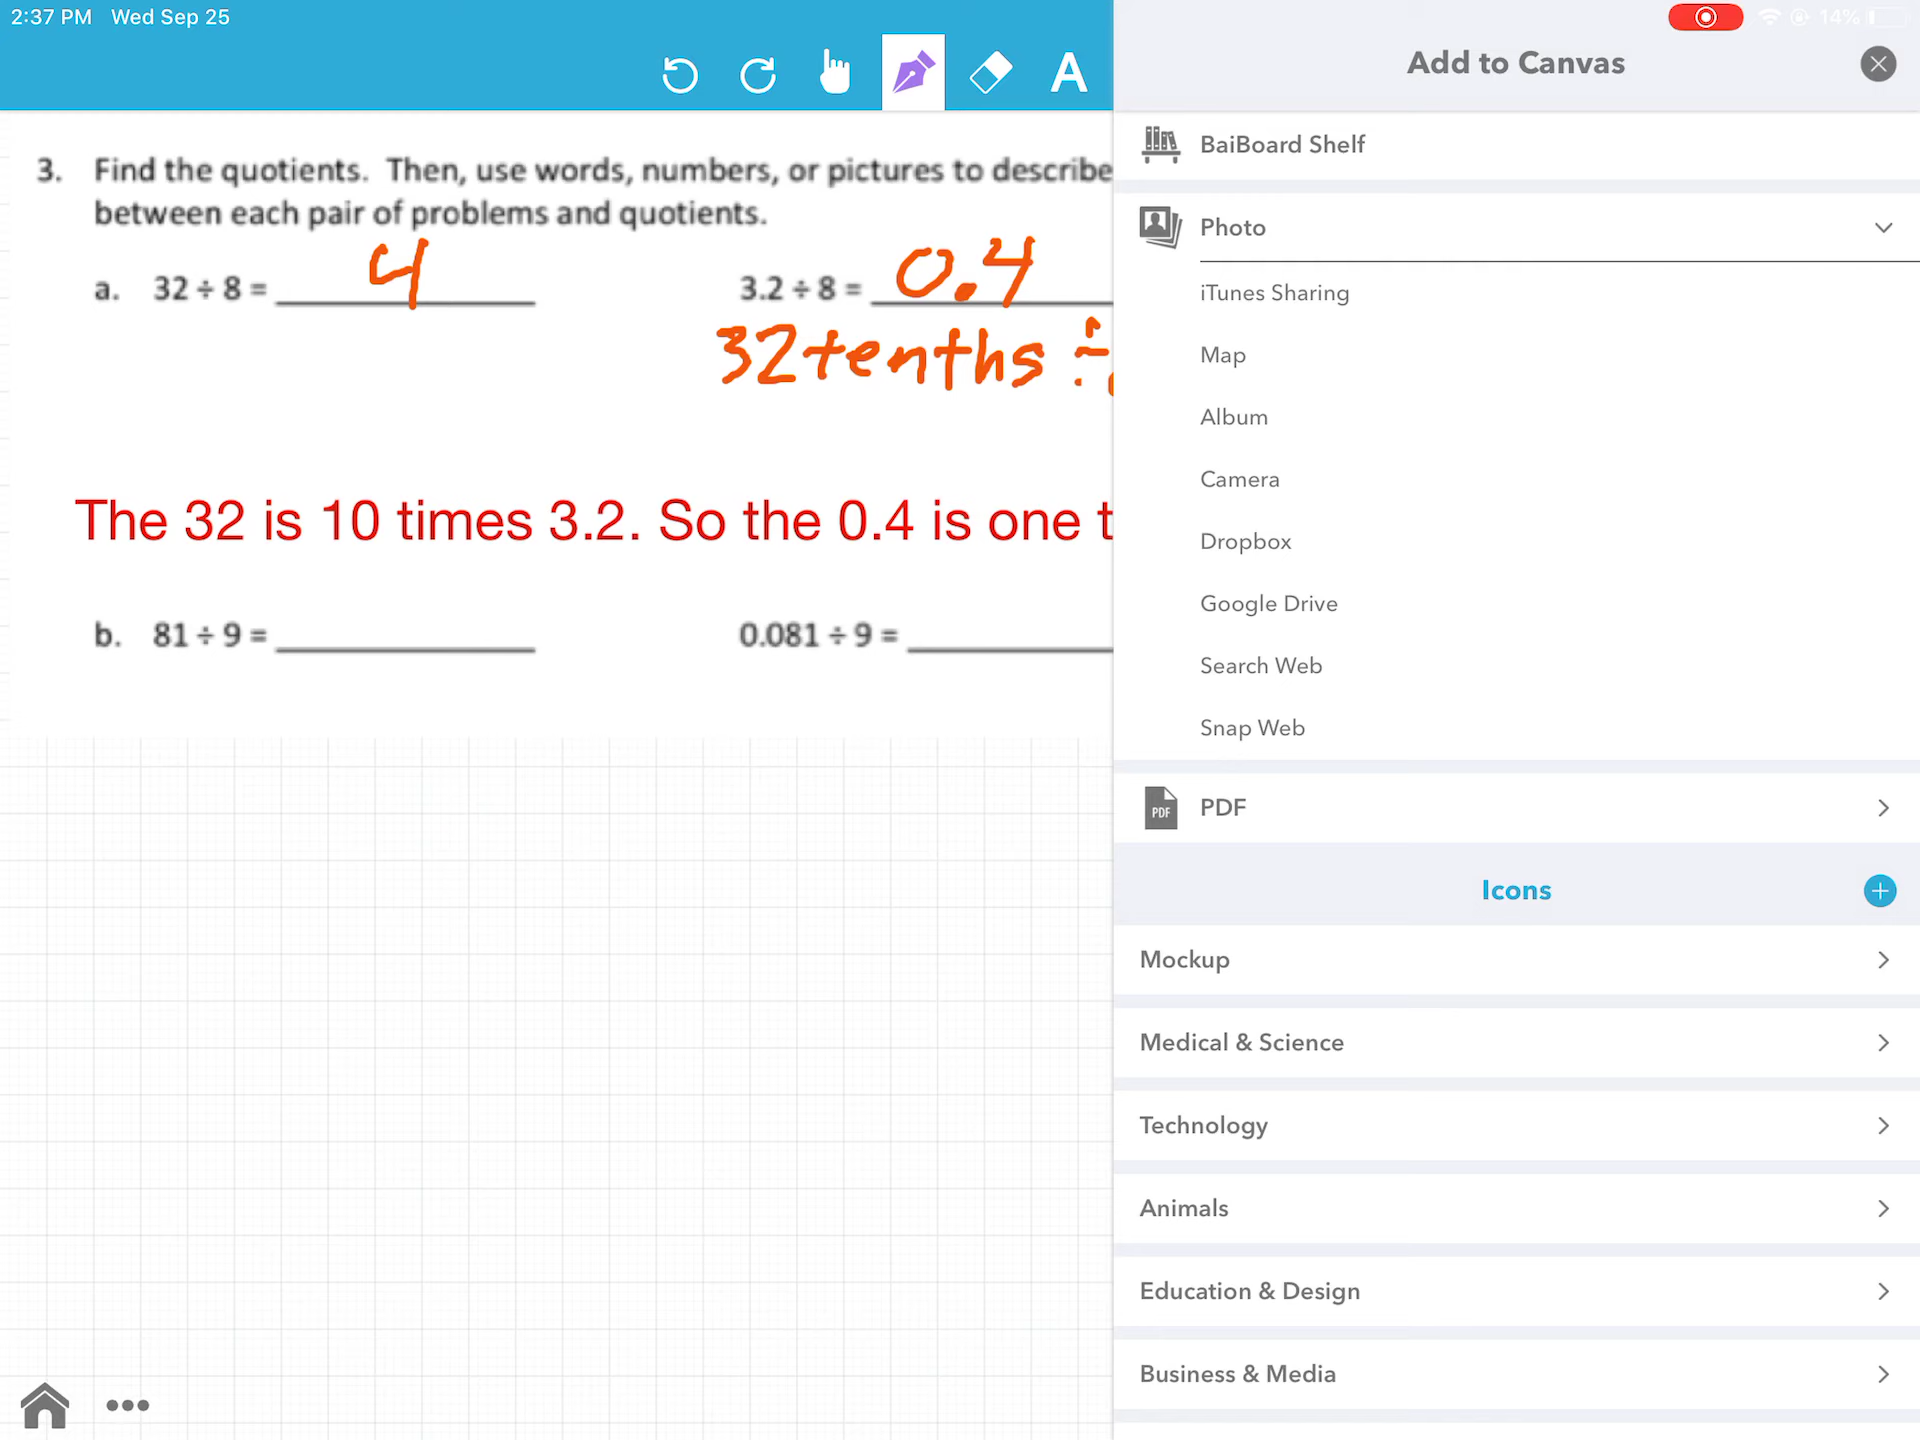 2:37 PM Wed Sep 25
14%
A
Add to Canvas
3. Find the quotients. Then, use words, numbers, or pictures to describe
between each pair of problems and quotients.
a. 32 ÷ 8 = 4
3.2 ÷ 8 = 0.4
32 tenths ÷
The 32 is 10 times 3.2. So the 0.4 is one t
b. 81 ÷ 9 =
0.081 ÷ 9 =
BaiBoard Shelf
Photo
iTunes Sharing
Map
Album
Camera
Dropbox
Google Drive
Search Web
Snap Web
PDF
PDF
Icons
Mockup
Medical & Science
Technology
Animals
Education & Design
Business & Media